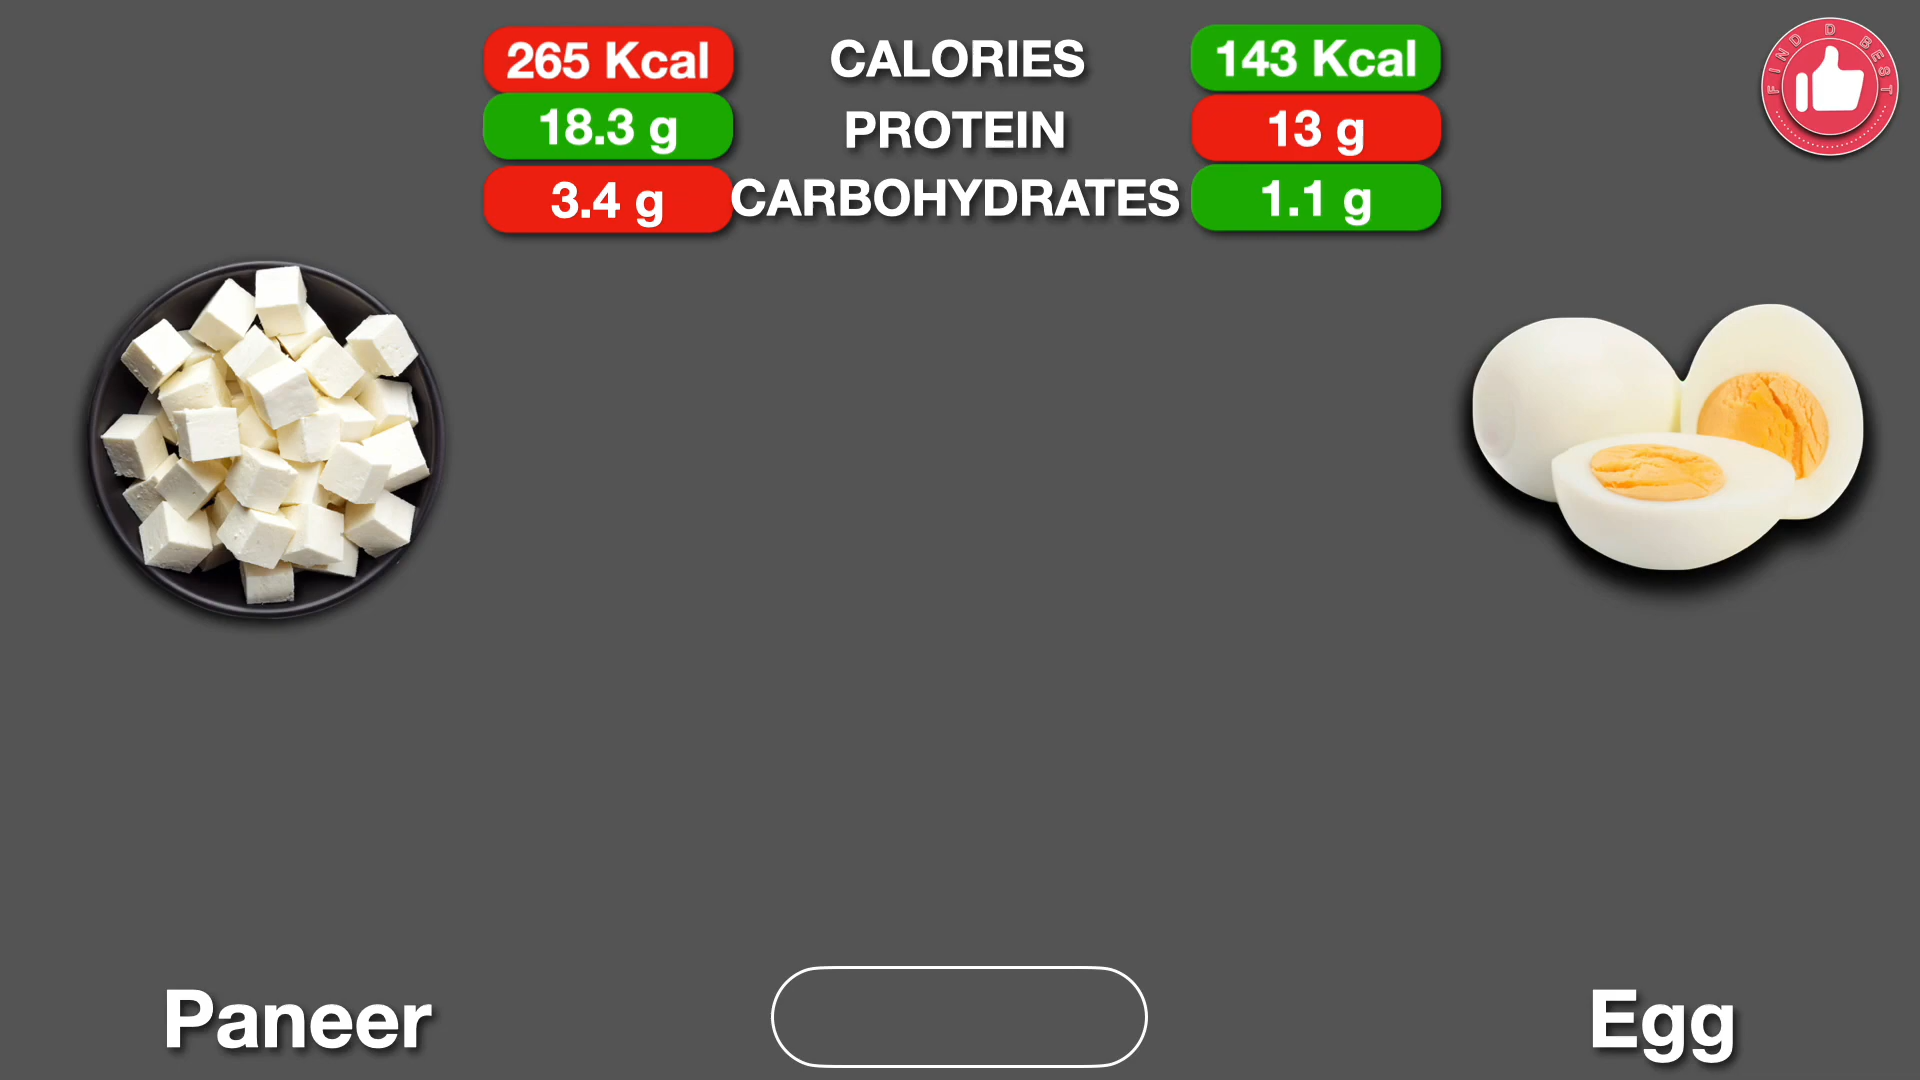 265 Kcal CALORIES 143 Kcal
18.3 g PROTEIN 13 g
3.4 g CARBOHYDRATES 1.1 g
FIND D BEST
Paneer
Egg